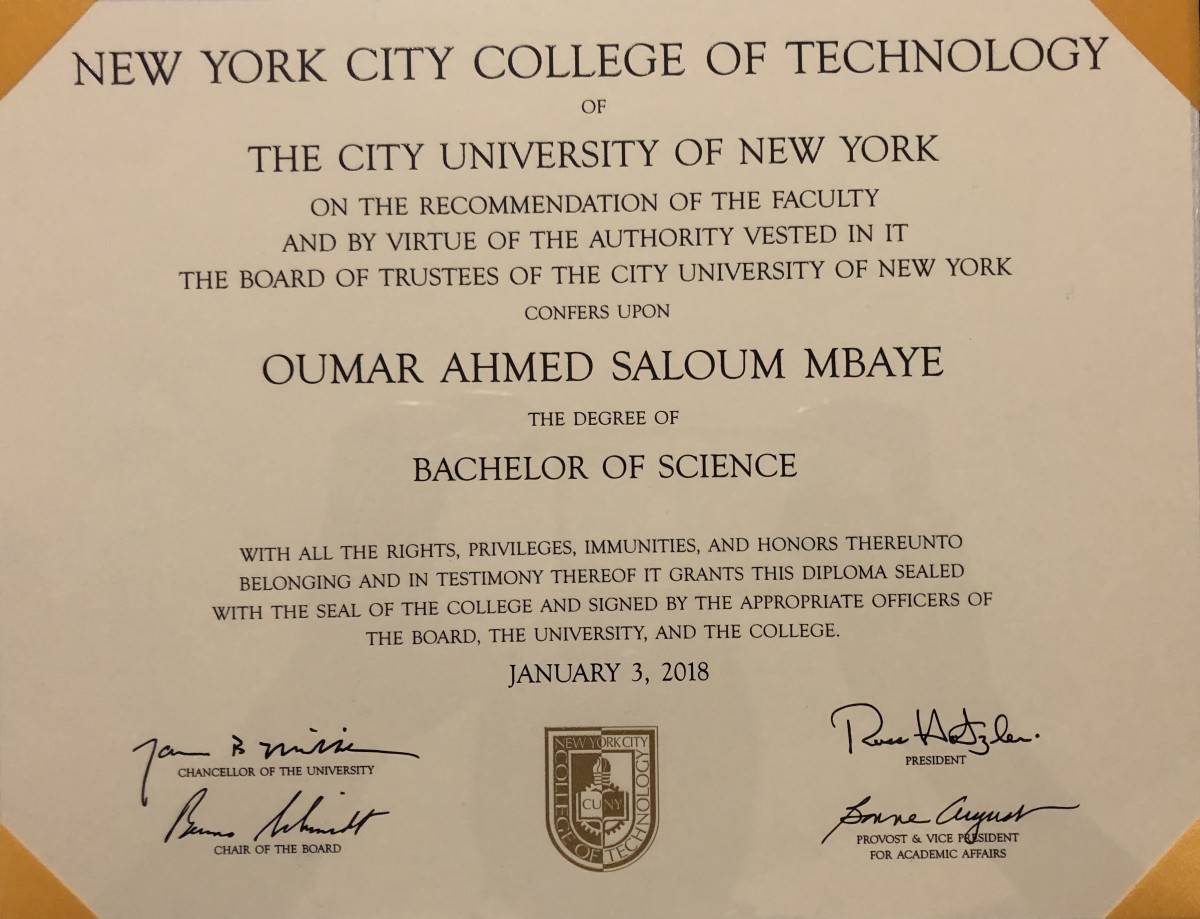 NEW YORK CITY COLLEGE OF TECHNOLOGY
OF
THE CITY UNIVERSITY OF NEW YORK
ON THE RECOMMENDATION OF THE FACULTY
AND BY VIRTUE OF THE AUTHORITY VESTED IN IT
THE BOARD OF TRUSTEES OF THE CITY UNIVERSITY OF NEW YORK
CONFERS UPON
OUMAR AHMED SALOUM MBAYE
THE DEGREE OF
BACHELOR OF SCIENCE
WITH ALL THE RIGHTS, PRIVILEGES, IMMUNITIES, AND HONORS THEREUNTO
BELONGING AND IN TESTIMONY THEREOF IT GRANTS THIS DIPLOMA SEALED
WITH THE SEAL OF THE COLLEGE AND SIGNED BY THE APPROPRIATE OFFICERS OF
THE BOARD, THE UNIVERSITY, AND THE COLLEGE.
JANUARY 3, 2018
CHANCELLOR OF THE UNIVERSITY
Schmidt
CHAIR OF THE BOARD
NEW YORK CITY
COLLEGE OF TECHNOLOGY
CUNY
Russ Hotzler
PRESIDENT
Bonne August
PROVOST & VICE PRESIDENT
FOR ACADEMIC AFFAIRS